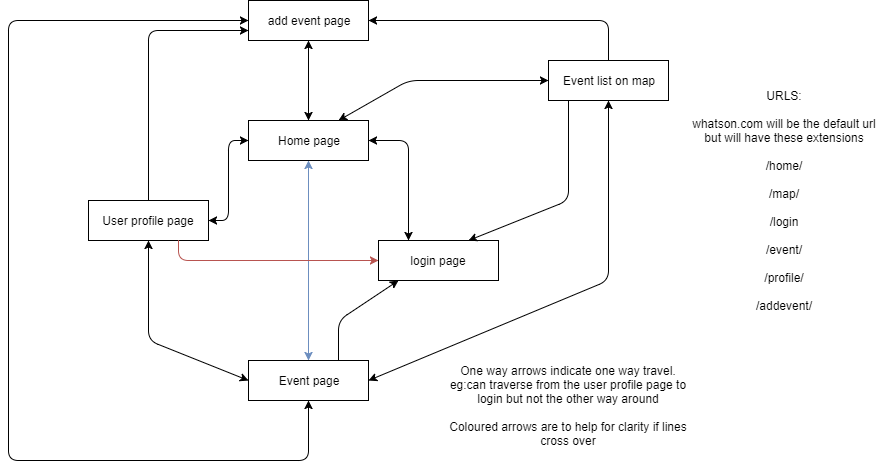 add event page
Event list on map
Home page
User profile page
login page
Event page
URLS:
whatson.com will be the default url
but will have these extensions
/home/
/map/
/login
/event/
/profile/
/addevent/
One way arrows indicate one way travel.
eg:can traverse from the user profile page to
login but not the other way around
Coloured arrows are to help for clarity if lines
cross over